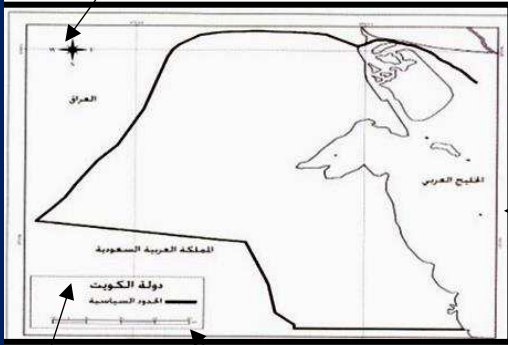 العراق
الخليج العربي
المملكة العربية السعودية
دولة الكويت
الحدود السياسية